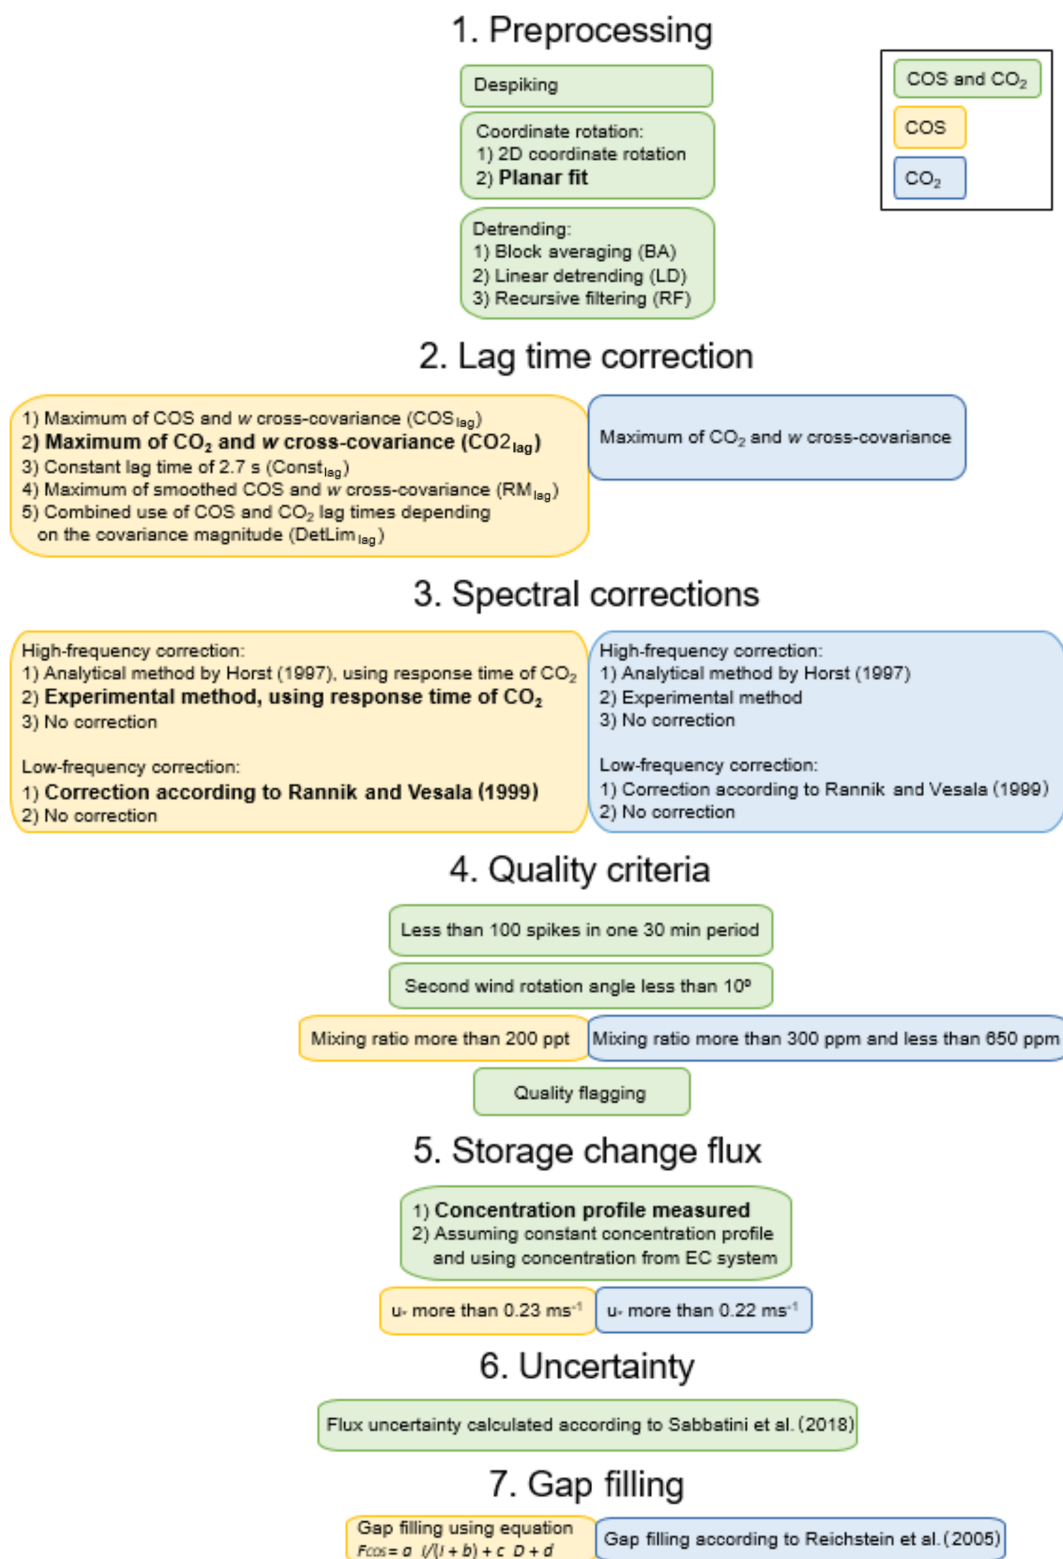 1. Preprocessing
COS and CO₂
COS
CO₂
Despiking
Coordinate rotation:
1) 2D coordinate rotation
2) Planar fit
Detrending:
1) Block averaging (BA)
2) Linear detrending (LD)
3) Recursive filtering (RF)
2. Lag time correction
1) Maximum of COS and w cross-covariance (COS_lag)
2) Maximum of CO₂ and w cross-covariance (CO2_lag)
3) Constant lag time of 2.7 s (Const_lag)
4) Maximum of smoothed COS and w cross-covariance (RM_lag)
5) Combined use of COS and CO₂ lag times depending
on the covariance magnitude (DetLim_lag)
Maximum of CO₂ and w cross-covariance
3. Spectral corrections
High-frequency correction:
1) Analytical method by Horst (1997), using response time of CO₂
2) Experimental method, using response time of CO₂
3) No correction
Low-frequency correction:
1) Correction according to Rannik and Vesala (1999)
2) No correction
High-frequency correction:
1) Analytical method by Horst (1997)
2) Experimental method
3) No correction
Low-frequency correction:
1) Correction according to Rannik and Vesala (1999)
2) No correction
4. Quality criteria
Less than 100 spikes in one 30 min period
Second wind rotation angle less than 10º
Mixing ratio more than 200 ppt
Mixing ratio more than 300 ppm and less than 650 ppm
Quality flagging
5. Storage change flux
1) Concentration profile measured
2) Assuming constant concentration profile
and using concentration from EC system
u* more than 0.23 ms⁻¹
u* more than 0.22 ms⁻¹
6. Uncertainty
Flux uncertainty calculated according to Sabbatini et al. (2018)
7. Gap filling
Gap filling using equation
F_COS = a I/(I + b) + c D + d
Gap filling according to Reichstein et al. (2005)